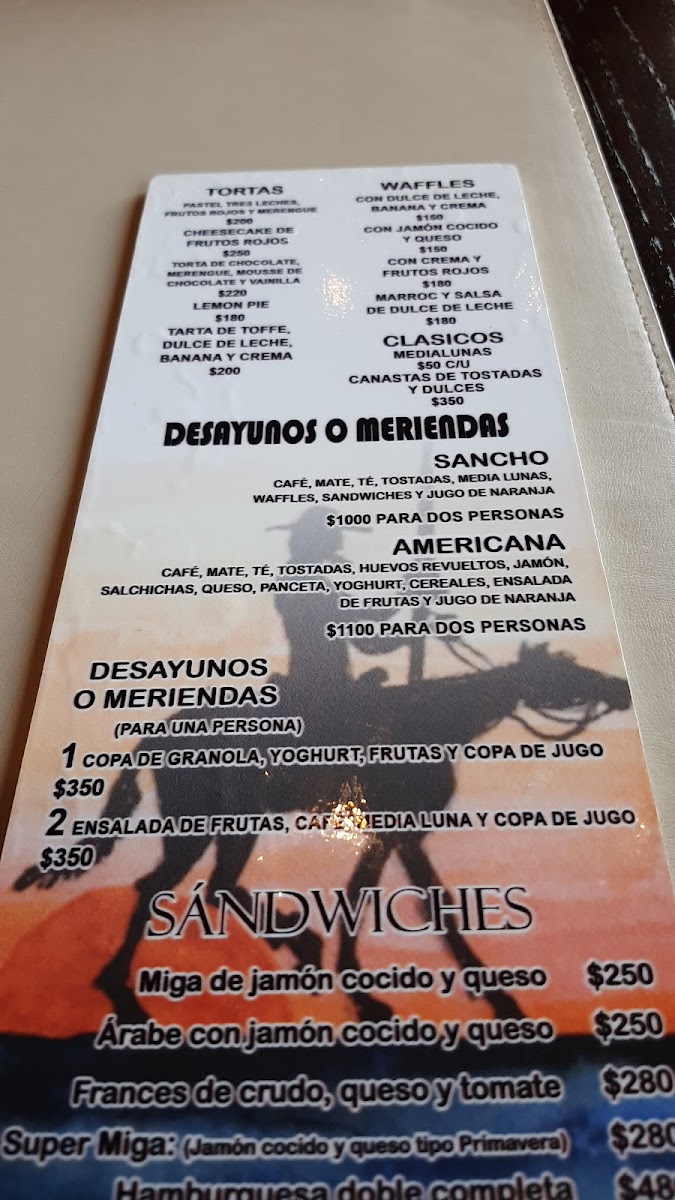 TORTAS
PASTEL TRES LECHES,
FRUTOS ROJOS Y MERENGUE
$200
CHEESECAKE DE
FRUTOS ROJOS
$250
TORTA DE CHOCOLATE,
MERENGUE, MOUSSE DE
CHOCOLATE Y VAINILLA
$220
LEMON PIE
$180
TARTA DE TOFFE,
DULCE DE LECHE,
BANANA Y CREMA
$200
WAFFLES
CON DULCE DE LECHE,
BANANA Y CREMA
$150
CON JAMÓN COCIDO
Y QUESO
$150
CON CREMA Y
FRUTOS ROJOS
$180
MARROC Y SALSA
DE DULCE DE LECHE
$180
CLASICOS
MEDIALUNAS
$50 C/U
CANASTAS DE TOSTADAS
Y DULCES
$350
DESAYUNOS O MERIENDAS
SANCHO
CAFÉ, MATE, TÉ, TOSTADAS, MEDIA LUNAS,
WAFFLES, SANDWICHES Y JUGO DE NARANJA
$1000 PARA DOS PERSONAS
AMERICANA
CAFÉ, MATE, TÉ, TOSTADAS, HUEVOS REVUELTOS, JAMÓN,
SALCHICHAS, QUESO, PANCETA, YOGHURT, CEREALES, ENSALADA
DE FRUTAS Y JUGO DE NARANJA
$1100 PARA DOS PERSONAS
DESAYUNOS
O MERIENDAS
(PARA UNA PERSONA)
1 COPA DE GRANOLA, YOGHURT, FRUTAS Y COPA DE JUGO
$350
2 ENSALADA DE FRUTAS, CAFÉ, MEDIA LUNA Y COPA DE JUGO
$350
SÁNDWICHES
Miga de jamón cocido y queso $250
Árabe con jamón cocido y queso $250
Frances de crudo, queso y tomate $280
Super Miga: (Jamón cocido y queso tipo Primavera) $280
Hamburguesa doble completa